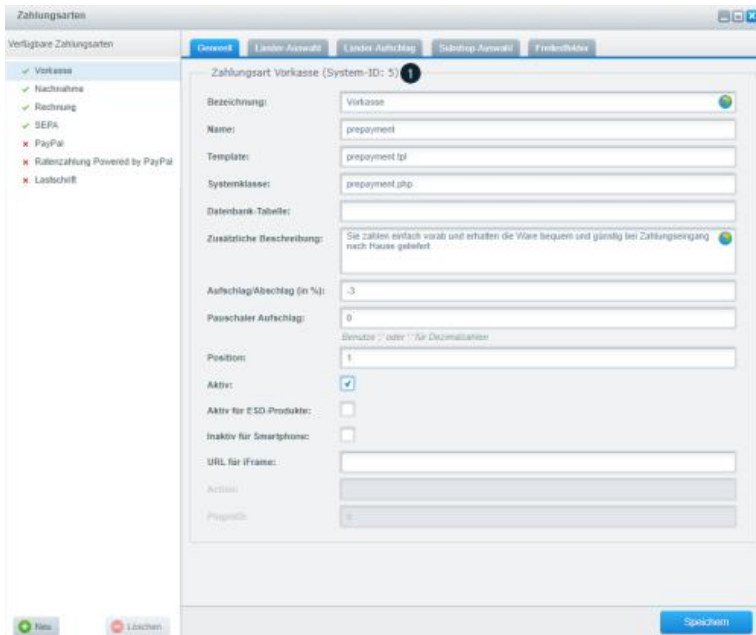 Zahlungsarten
Verfügbare Zahlungsarten
Vorkasse
Nachnahme
Rechnung
SEPA
PayPal
Ratenzahlung Powered by PayPal
Lastschrift
Neu
Löschen
Generell Länder-Auswahl Länder-Aufschlag Subshop-Auswahl Freitextfelder
Zahlungsart Vorkasse (System-ID: 5) 1
Bezeichnung: Vorkasse
Name: prepayment
Template: prepayment.tpl
Systemklasse: prepayment.php
Datenbank-Tabelle:
Zusätzliche Beschreibung: Sie zahlen einfach vorab und erhalten die Ware bequem und günstig bei Zahlungseingang
nach Hause geliefert
Aufschlag/Abschlag (in %): -3
Pauschaler Aufschlag: 0
Benutze ',' oder '.' für Dezimalzahlen
Position: 1
Aktiv:
Aktiv für ESD-Produkte:
Inaktiv für Smartphone:
URL für iFrame:
Action:
PluginID: 6
Speichern